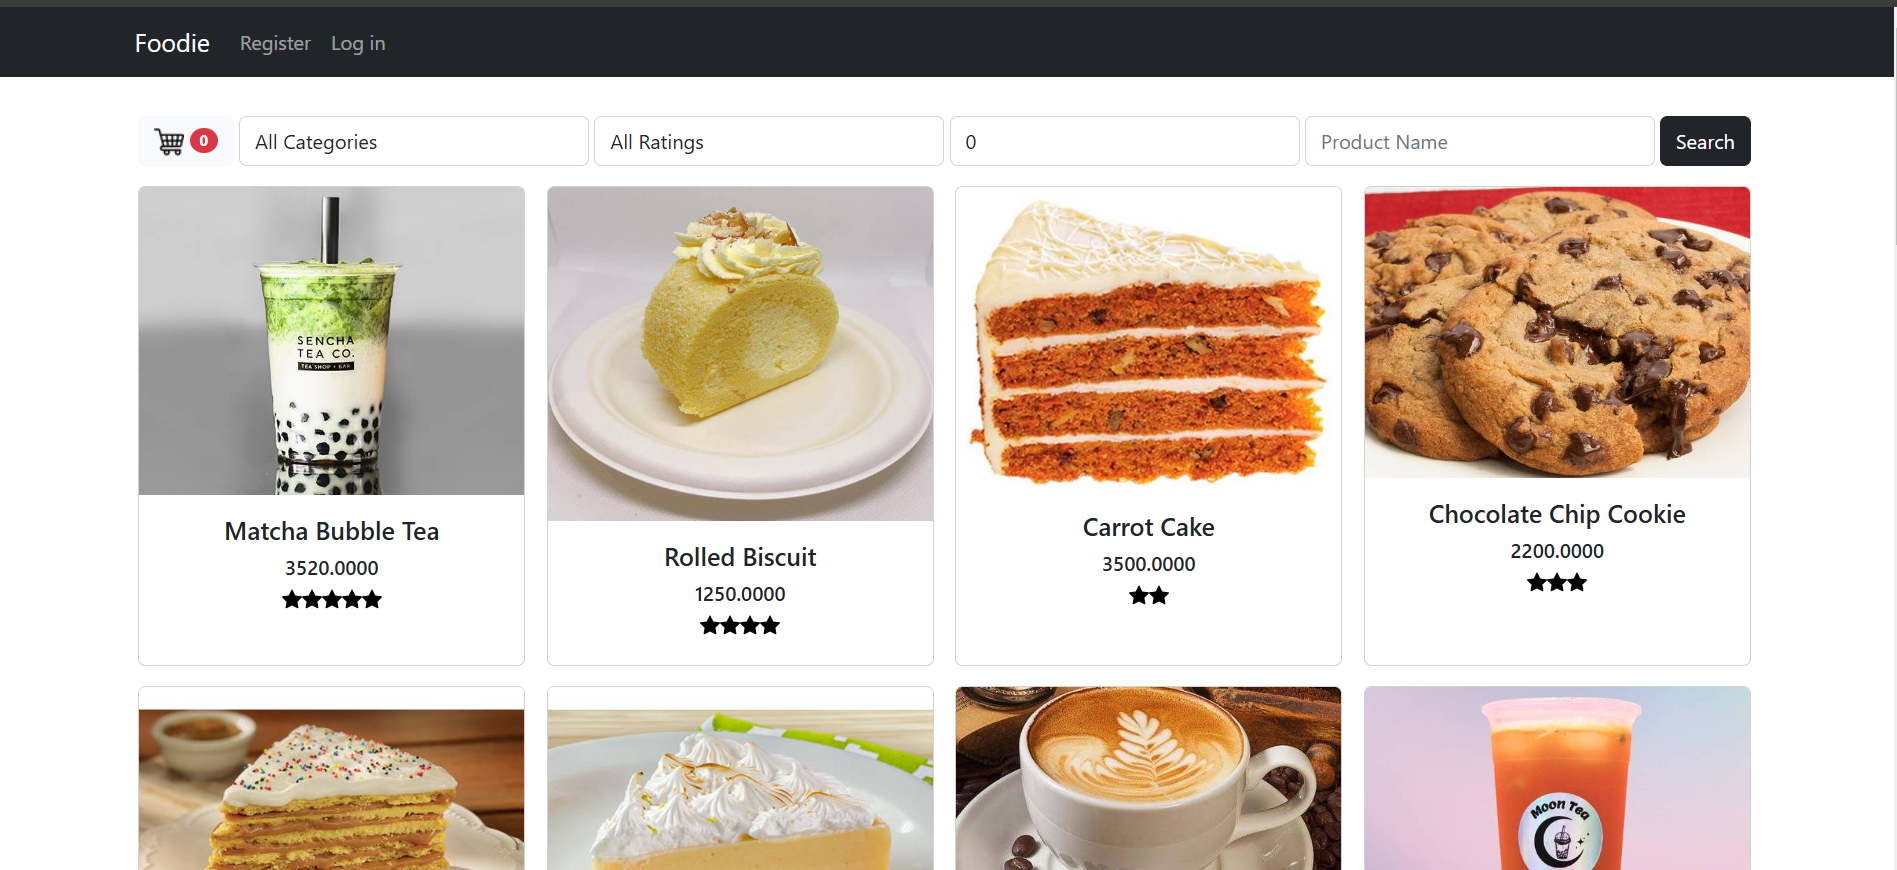 Foodie Register Log in
0 All Categories All Ratings 0 Product Name Search
SENCHA
TEA CO.
TEA SHOP + BAR
Matcha Bubble Tea
3520.0000
Rolled Biscuit
1250.0000
Carrot Cake
3500.0000
Chocolate Chip Cookie
2200.0000
Moon Tea